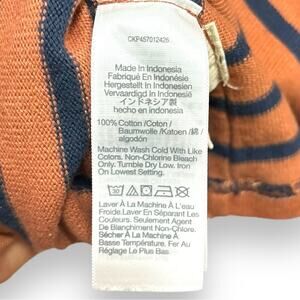 CKP457012426
Made In Indonesia
Fabriqué En Indonésie
Hergestellt In Indonesien
Vervaardigd In Indonesië
インドネシア製
hecho en indonesia
100% Cotton /Coton /
Baumwolle /Katoen / 綿 /
algodón
Machine Wash Cold With Like
Colors. Non-Chlorine Bleach
Only. Tumble Dry Low. Iron
On Lowest Setting.
30
Laver À La Machine À L'eau
Froide.Laver En Séparant Les
Couleurs. Seulement Agent
De Blanchiment Non-Chloré.
Sécher À La Machine À
Basse Température. Fer Au
Réglage Le Plus Bas.